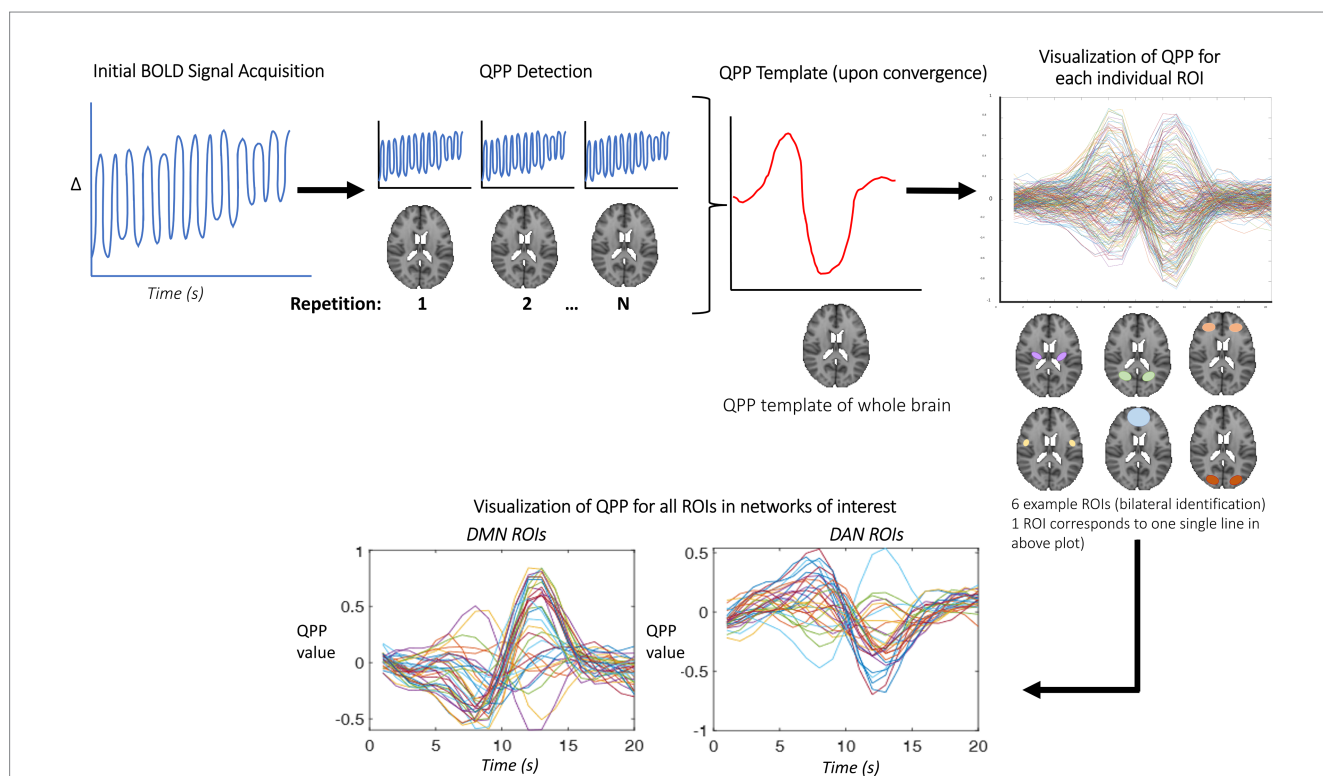 Initial BOLD Signal Acquisition
Δ
Time (s)
QPP Detection
Repetition:
1
2
...
N
QPP Template (upon convergence)
QPP template of whole brain
Visualization of QPP for
each individual ROI
6 example ROIs (bilateral identification)
1 ROI corresponds to one single line in
above plot)
Visualization of QPP for all ROIs in networks of interest
DMN ROIs
1
0.5
0
-0.5
QPP
value
0
5
10
15
20
Time (s)
DAN ROIs
0.5
0
-0.5
-1
QPP
value
0
5
10
15
20
Time (s)